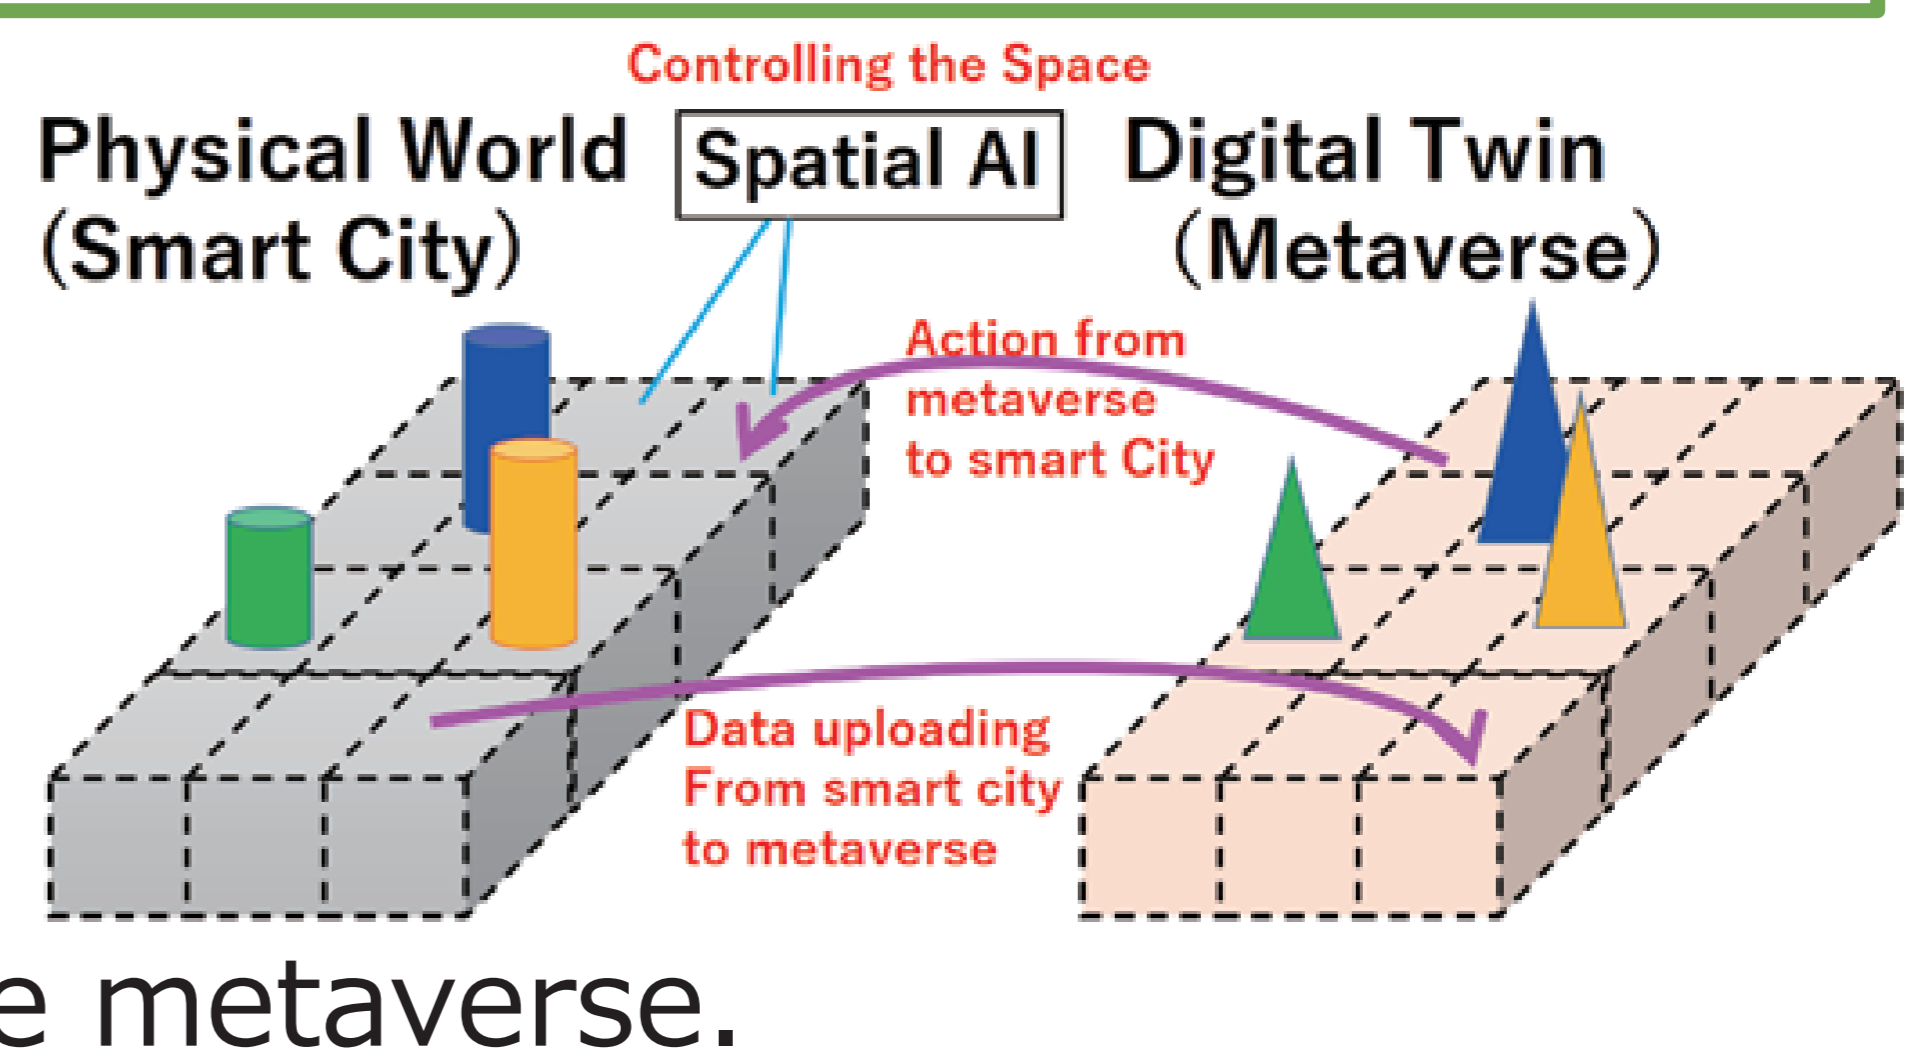 Controlling the Space
Physical World
(Smart City)
Spatial AI
Digital Twin
(Metaverse)
Action from
metaverse
to smart City
Data uploading
From smart city
to metaverse
e metaverse.